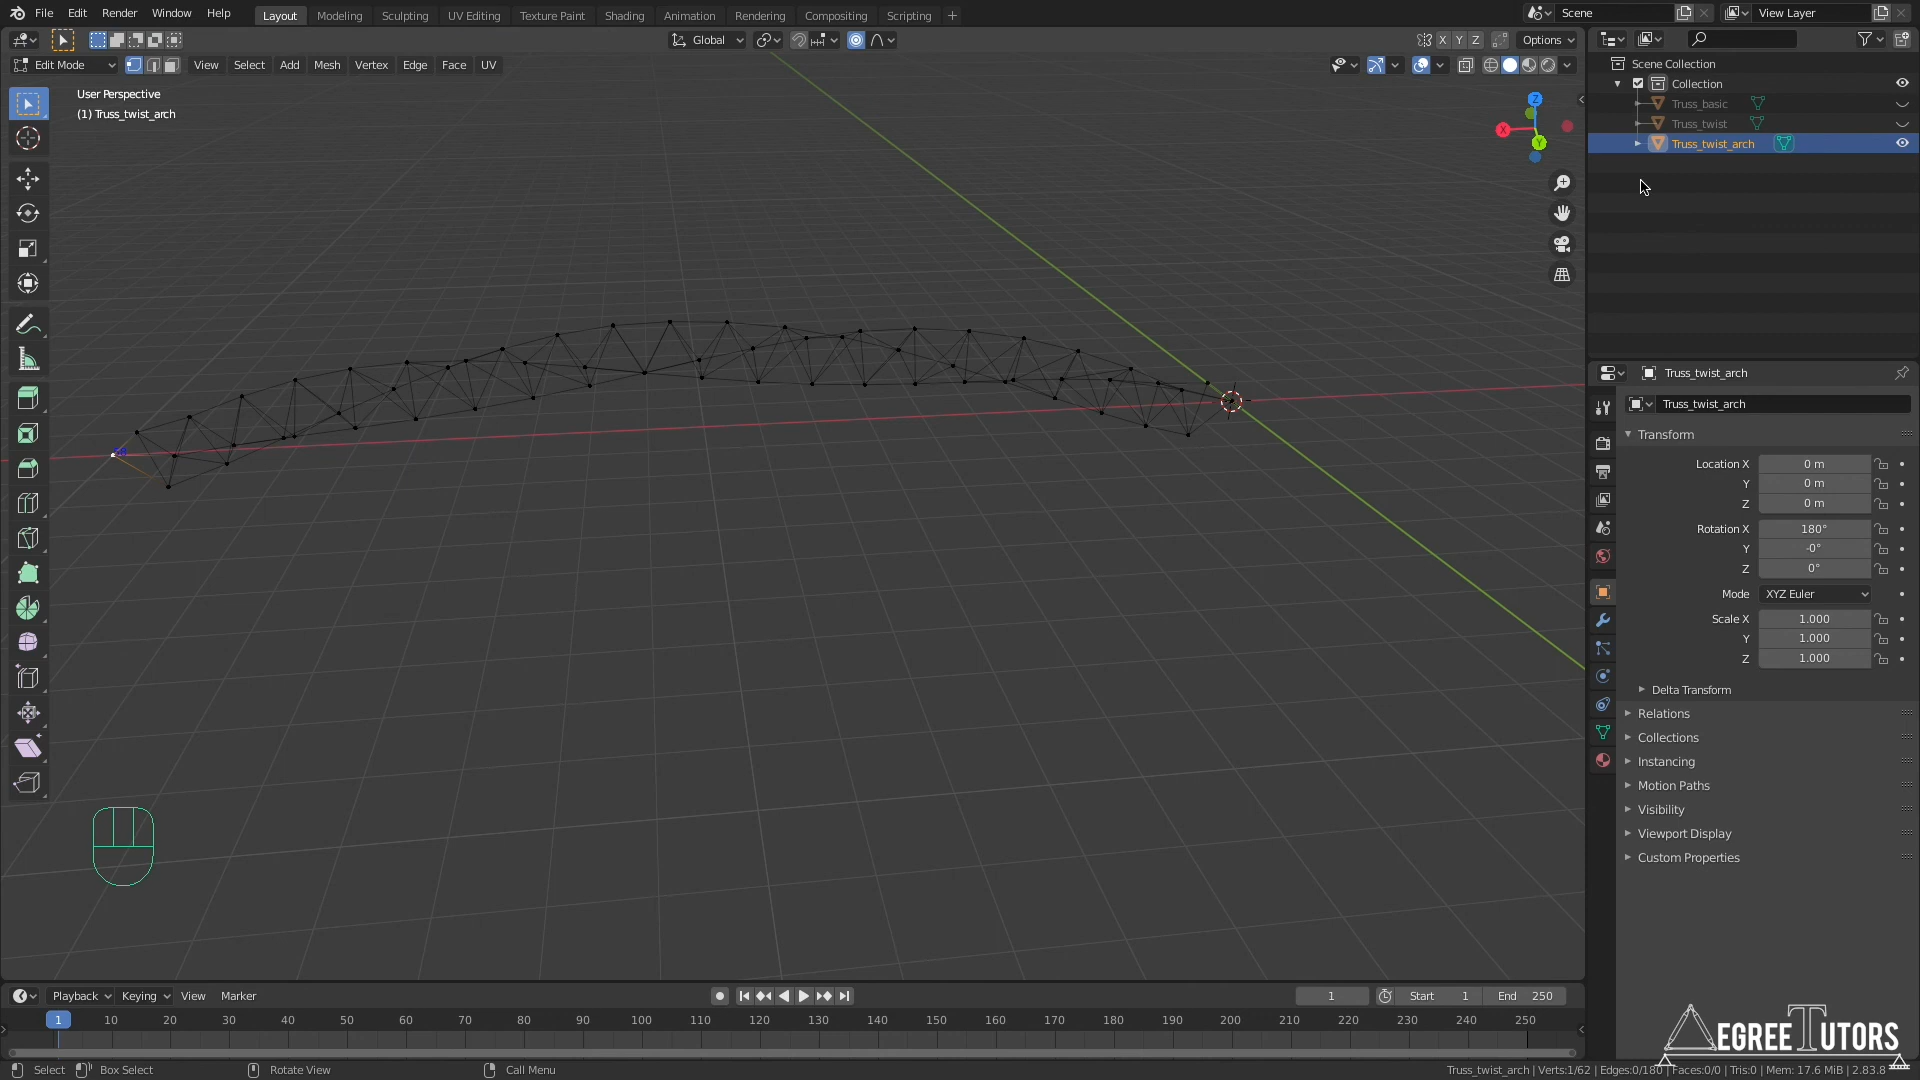 File Edit Render Window Help Layout Modeling Sculpting UV Editing Texture Paint Shading Animation Rendering Compositing Scripting + Scene View Layer
Global X Y Z Options
Edit Mode View Select Add Mesh Vertex Edge Face UV
User Perspective
(1) Truss_twist_arch
Z
X
Y
Scene Collection
Collection
Truss_basic
Truss_twist
Truss_twist_arch
Truss_twist_arch
Truss_twist_arch
Transform
Location X 0 m
Y 0 m
Z 0 m
Rotation X 180°
Y -0°
Z 0°
Mode XYZ Euler
Scale X 1.000
Y 1.000
Z 1.000
Delta Transform
Relations
Collections
Instancing
Motion Paths
Visibility
Viewport Display
Custom Properties
Playback Keying View Marker 1 Start 1 End 250
1 10 20 30 40 50 60 70 80 90 100 110 120 130 140 150 160 170 180 190 200 210 220 230 240 250
DEGREE TUTORS
Select Box Select Rotate View Call Menu Truss_twist_arch | Verts:1/62 | Edges:0/180 | Faces:0/0 | Tris:0 | Mem: 17.6 MiB | 2.83.8